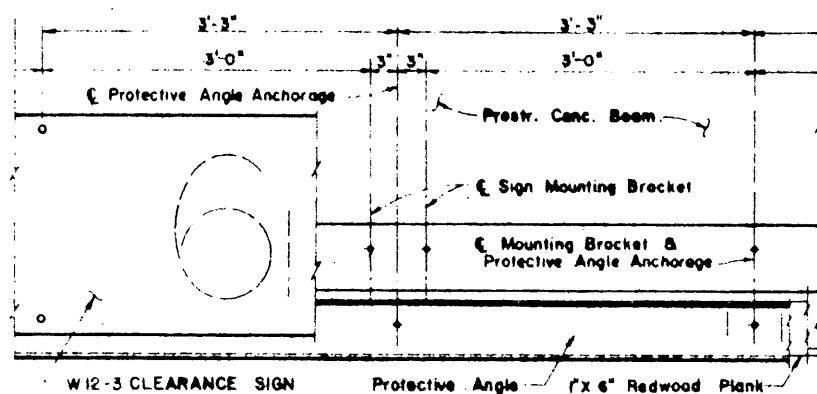 3'-3" 3'-3"
3'-0" 3" 3" 3'-0"
℄ Protective Angle Anchorage
Prestr. Conc. Beam
℄ Sign Mounting Bracket
℄ Mounting Bracket &
Protective Angle Anchorage
6'
W12-3 CLEARANCE SIGN
Protective Angle
1"X 6" Redwood Plank